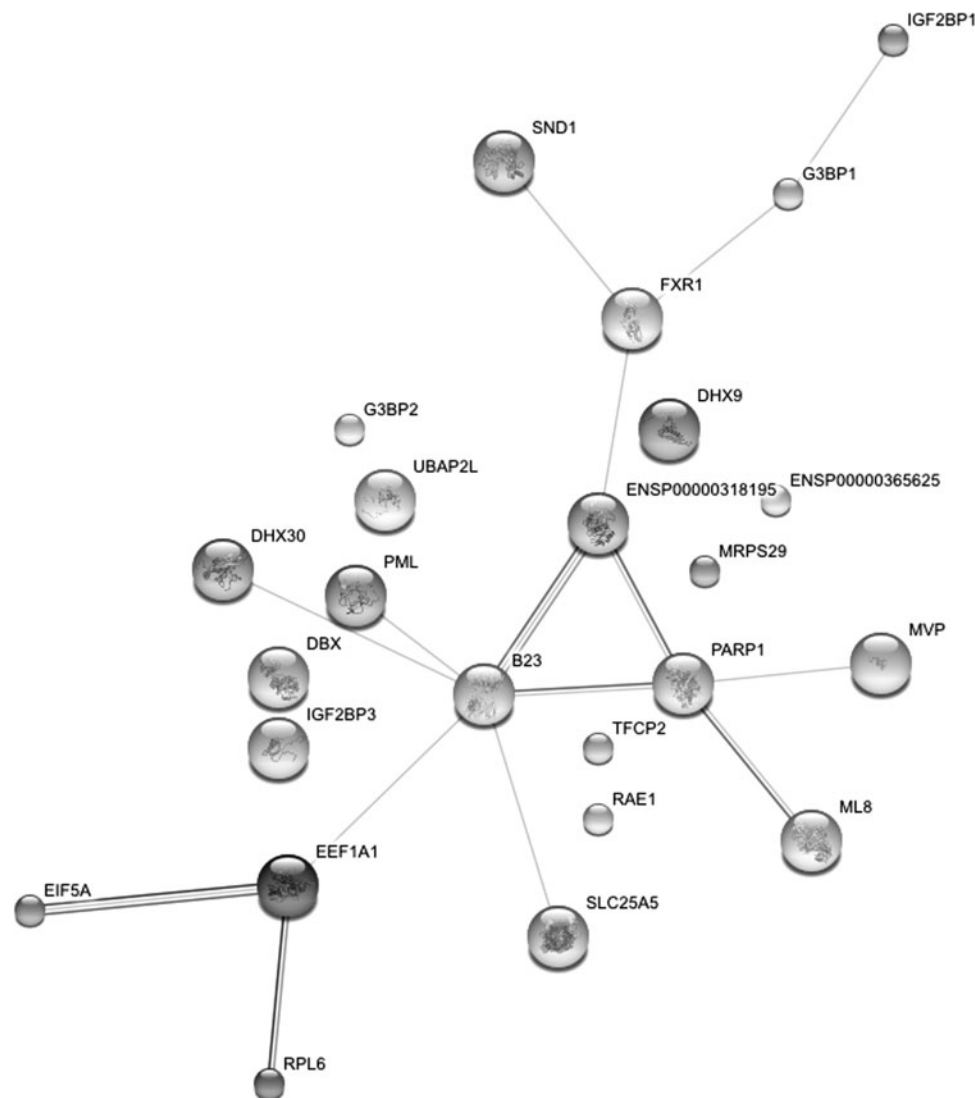 IGF2BP1
SND1
G3BP1
FXR1
DHX9
G3BP2
UBAP2L
ENSP00000318195
ENSP00000365625
DHX30
PML
MRPS29
DBX
B23
PARP1
MVP
IGF2BP3
TFCP2
RAE1
ML8
EEF1A1
EIF5A
SLC25A5
RPL6